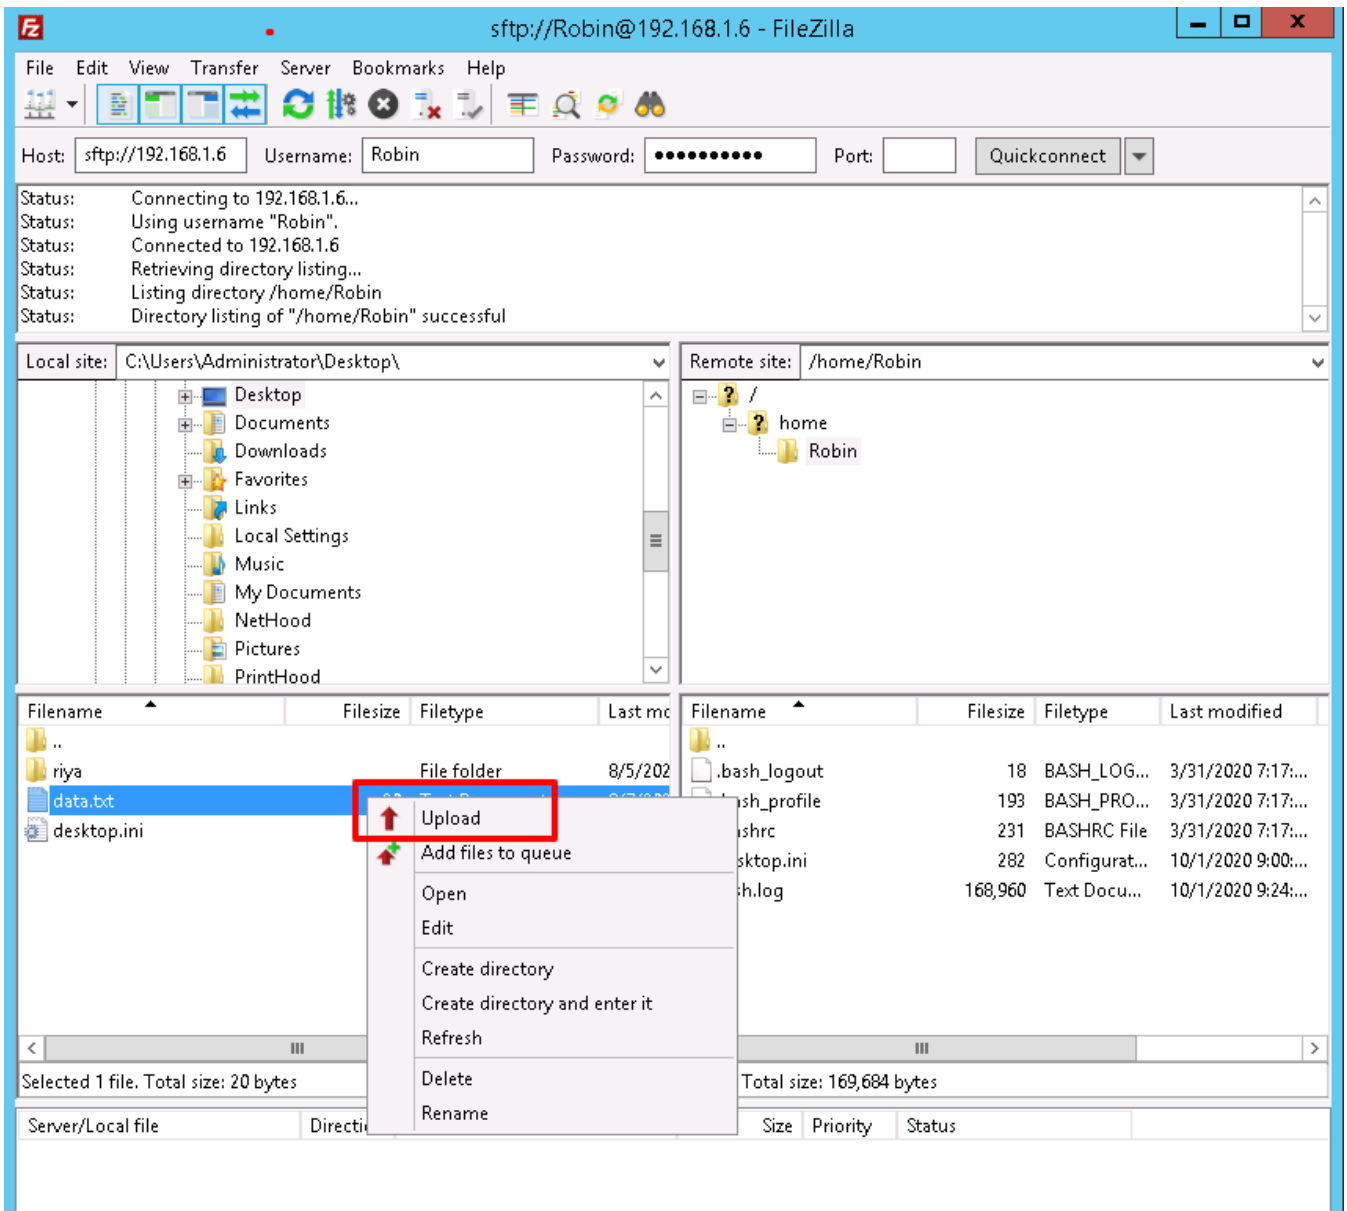 Fz
sftp://Robin@192.168.1.6 - FileZilla
File Edit View Transfer Server Bookmarks Help
Host: sftp://192.168.1.6 Username: Robin Password: ●●●●●●●●●● Port: Quickconnect
Status: Connecting to 192.168.1.6...
Status: Using username "Robin".
Status: Connected to 192.168.1.6
Status: Retrieving directory listing...
Status: Listing directory /home/Robin
Status: Directory listing of "/home/Robin" successful
Local site: C:\Users\Administrator\Desktop\
Desktop
Documents
Downloads
Favorites
Links
Local Settings
Music
My Documents
NetHood
Pictures
PrintHood
Remote site: /home/Robin
/
home
Robin
Filename Filesize Filetype Last mo
..
riya File folder 8/5/202
data.txt
desktop.ini
Selected 1 file. Total size: 20 bytes
Upload
Add files to queue
Open
Edit
Create directory
Create directory and enter it
Refresh
Delete
Rename
Filename Filesize Filetype Last modified
..
.bash_logout 18 BASH_LOG... 3/31/2020 7:17:...
sh_profile 193 BASH_PRO... 3/31/2020 7:17:...
shrc 231 BASHRC File 3/31/2020 7:17:...
sktop.ini 282 Configurat... 10/1/2020 9:00:...
h.log 168,960 Text Docu... 10/1/2020 9:24:...
Total size: 169,684 bytes
Server/Local file Directi Size Priority Status